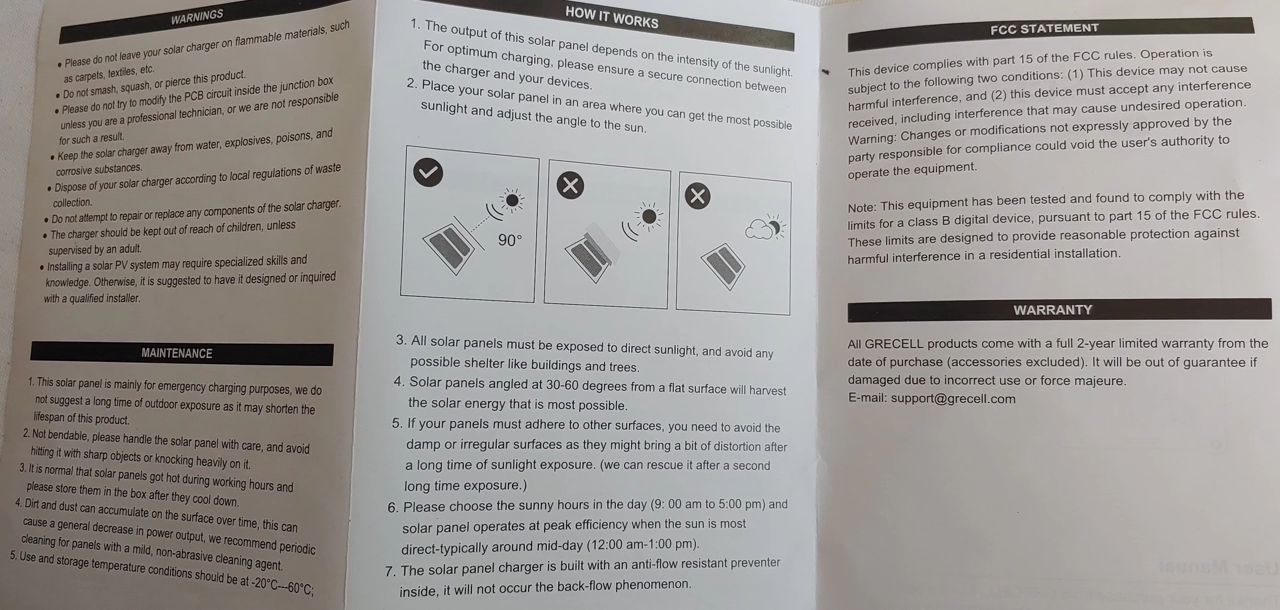 WARNINGS
• Please do not leave your solar charger on flammable materials, such
as carpets, textiles, etc.
• Do not smash, squash, or pierce this product.
• Please do not try to modify the PCB circuit inside the junction box
unless you are a professional technician, or we are not responsible
for such a result.
• Keep the solar charger away from water, explosives, poisons, and
corrosive substances.
• Dispose of your solar charger according to local regulations of waste
collection.
• Do not attempt to repair or replace any components of the solar charger.
• The charger should be kept out of reach of children, unless
supervised by an adult.
• Installing a solar PV system may require specialized skills and
knowledge. Otherwise, it is suggested to have it designed or inquired
with a qualified installer.
MAINTENANCE
1. This solar panel is mainly for emergency charging purposes, we do
not suggest a long time of outdoor exposure as it may shorten the
lifespan of this product.
2. Not bendable, please handle the solar panel with care, and avoid
hitting it with sharp objects or knocking heavily on it.
3. It is normal that solar panels got hot during working hours and
please store them in the box after they cool down.
4. Dirt and dust can accumulate on the surface over time, this can
cause a general decrease in power output, we recommend periodic
cleaning for panels with a mild, non-abrasive cleaning agent.
5. Use and storage temperature conditions should be at -20°C---60°C;
HOW IT WORKS
1. The output of this solar panel depends on the intensity of the sunlight.
For optimum charging, please ensure a secure connection between
the charger and your devices.
2. Place your solar panel in an area where you can get the most possible
sunlight and adjust the angle to the sun.
90°
3. All solar panels must be exposed to direct sunlight, and avoid any
possible shelter like buildings and trees.
4. Solar panels angled at 30-60 degrees from a flat surface will harvest
the solar energy that is most possible.
5. If your panels must adhere to other surfaces, you need to avoid the
damp or irregular surfaces as they might bring a bit of distortion after
a long time of sunlight exposure. (we can rescue it after a second
long time exposure.)
6. Please choose the sunny hours in the day (9: 00 am to 5:00 pm) and
solar panel operates at peak efficiency when the sun is most
direct-typically around mid-day (12:00 am-1:00 pm).
7. The solar panel charger is built with an anti-flow resistant preventer
inside, it will not occur the back-flow phenomenon.
FCC STATEMENT
This device complies with part 15 of the FCC rules. Operation is
subject to the following two conditions: (1) This device may not cause
harmful interference, and (2) this device must accept any interference
received, including interference that may cause undesired operation.
Warning: Changes or modifications not expressly approved by the
party responsible for compliance could void the user's authority to
operate the equipment.
Note: This equipment has been tested and found to comply with the
limits for a class B digital device, pursuant to part 15 of the FCC rules.
These limits are designed to provide reasonable protection against
harmful interference in a residential installation.
WARRANTY
All GRECELL products come with a full 2-year limited warranty from the
date of purchase (accessories excluded). It will be out of guarantee if
damaged due to incorrect use or force majeure.
E-mail: support@grecell.com